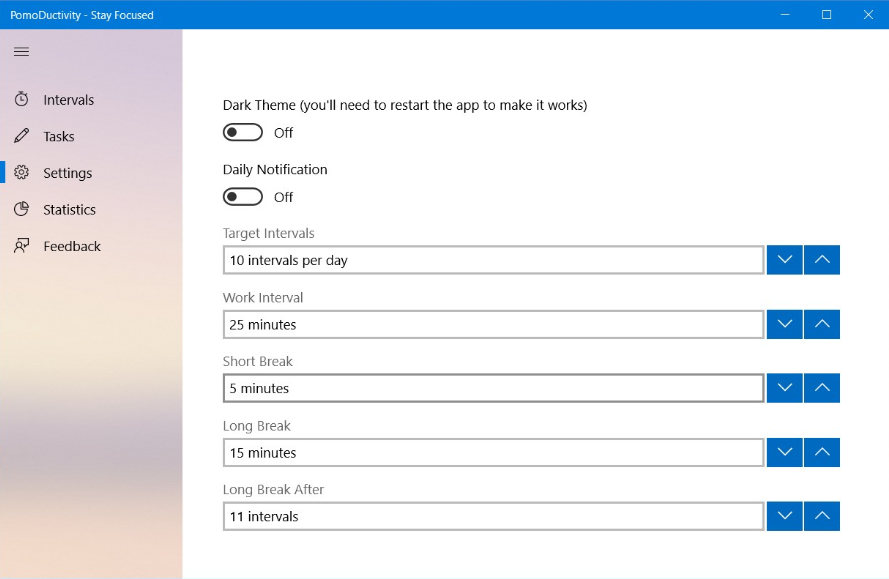 PomoDuctivity - Stay Focused
Intervals
Tasks
Settings
Statistics
Feedback
Dark Theme (you'll need to restart the app to make it works)
Off
Daily Notification
Off
Target Intervals
10 intervals per day
Work Interval
25 minutes
Short Break
5 minutes
Long Break
15 minutes
Long Break After
11 intervals